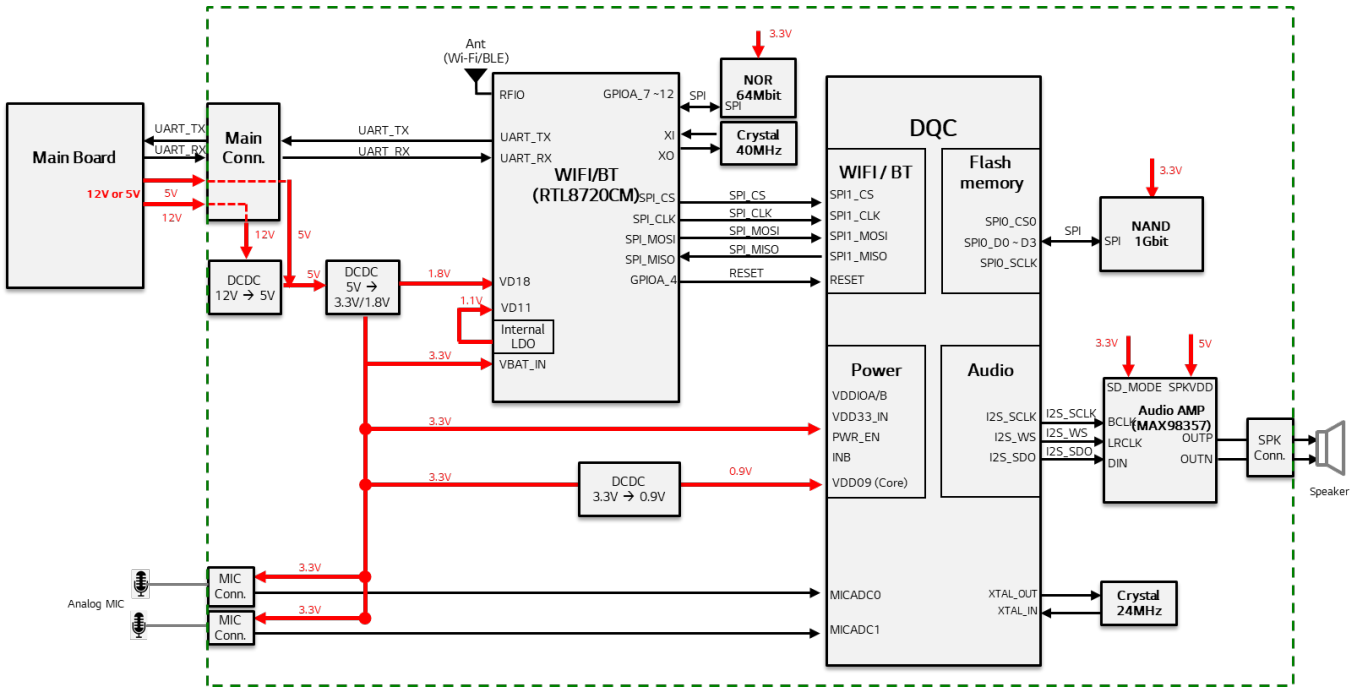 Ant
(Wi-Fi/BLE)
3.3V
NOR
64Mbit
SPI
SPI
RFIO
GPIOA_7 ~12
Main Board
12V or 5V
UART_TX
UART_RX
5V
12V
Main
Conn.
UART_TX
UART_RX
UART_TX
UART_RX
XI
XO
Crystal
40MHz
WIFI/BT
(RTL8720CM)
SPI_CS
SPI_CLK
SPI_MOSI
SPI_MISO
GPIOA_4
SPI_CS
SPI_CLK
SPI_MOSI
SPI_MISO
RESET
DQC
WIFI / BT
SPI1_CS
SPI1_CLK
SPI1_MOSI
SPI1_MISO
RESET
Flash
memory
SPI0_CS0
SPI0_D0 ~ D3
SPI0_SCLK
SPI
3.3V
NAND
1Gbit
SPI
12V
5V
DCDC
12V → 5V
5V
DCDC
5V →
3.3V/1.8V
1.8V
VD18
1.1V
VD11
Internal
LDO
3.3V
VBAT_IN
Power
VDDIOA/B
VDD33_IN
PWR_EN
INB
VDD09 (Core)
3.3V
3.3V
DCDC
3.3V → 0.9V
0.9V
Audio
I2S_SCLK
I2S_WS
I2S_SDO
I2S_SCLK
I2S_WS
I2S_SDO
3.3V
5V
SD_MODE
SPKVDD
Audio AMP
(MAX98357)
BCLK
LRCLK
DIN
OUTP
OUTN
SPK
Conn.
Speaker
Analog MIC
MIC
Conn.
3.3V
MIC
Conn.
3.3V
MICADC0
MICADC1
XTAL_OUT
XTAL_IN
Crystal
24MHz